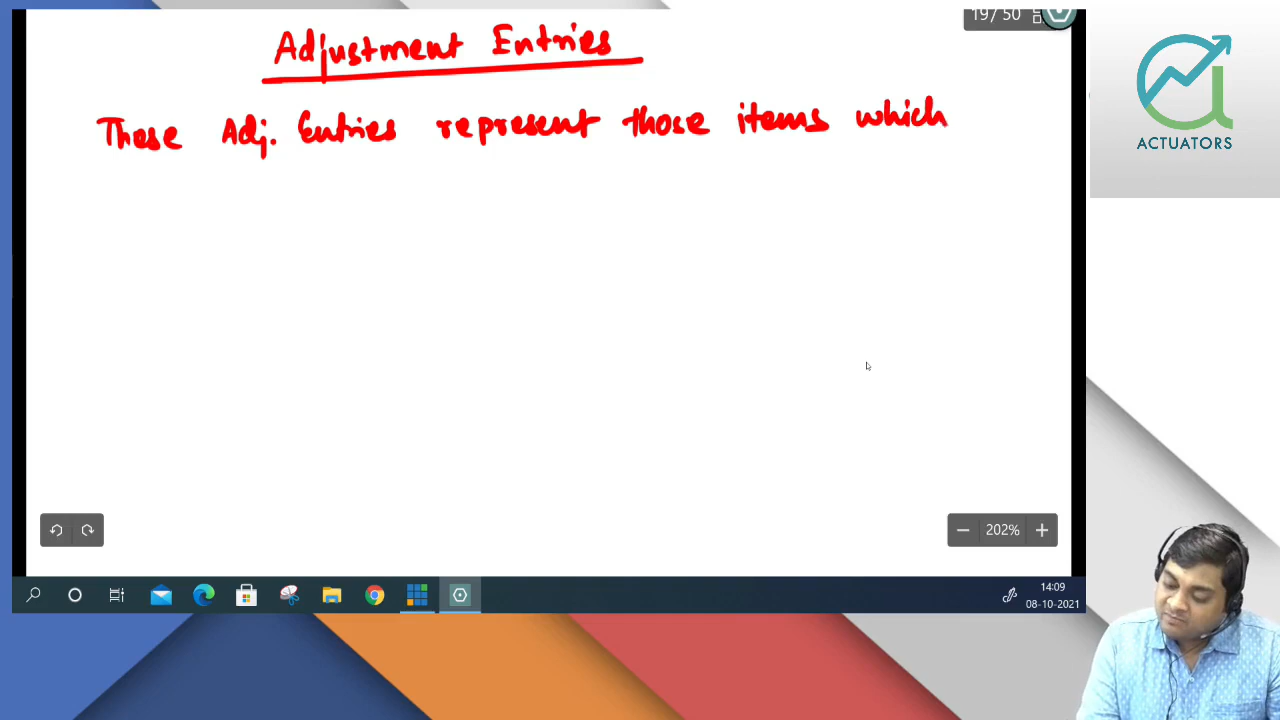 19/50
Adjustment Entries
These Adj. Entries represent those items which
ACTUATORS
202%
14:09
08-10-2021